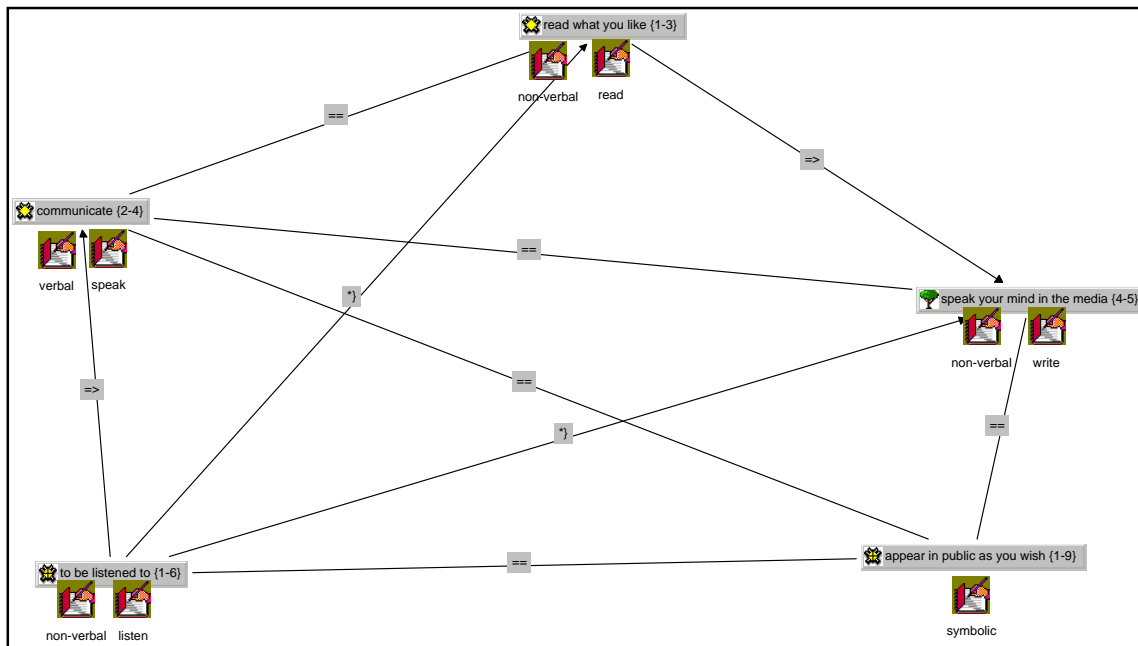 read what you like {1-3}
non-verbal read
==
=>
communicate {2-4}
verbal speak
==
*}
speak your mind in the media {4-5}
non-verbal write
=>
==
*}
==
to be listened to {1-6}
non-verbal listen
==
appear in public as you wish {1-9}
symbolic